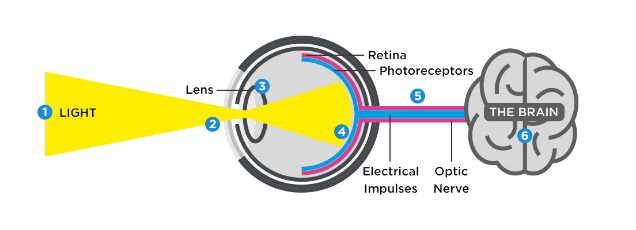 Retina
Photoreceptors
Lens
3
5
1 LIGHT
2
4
THE BRAIN
6
Electrical
Impulses
Optic
Nerve